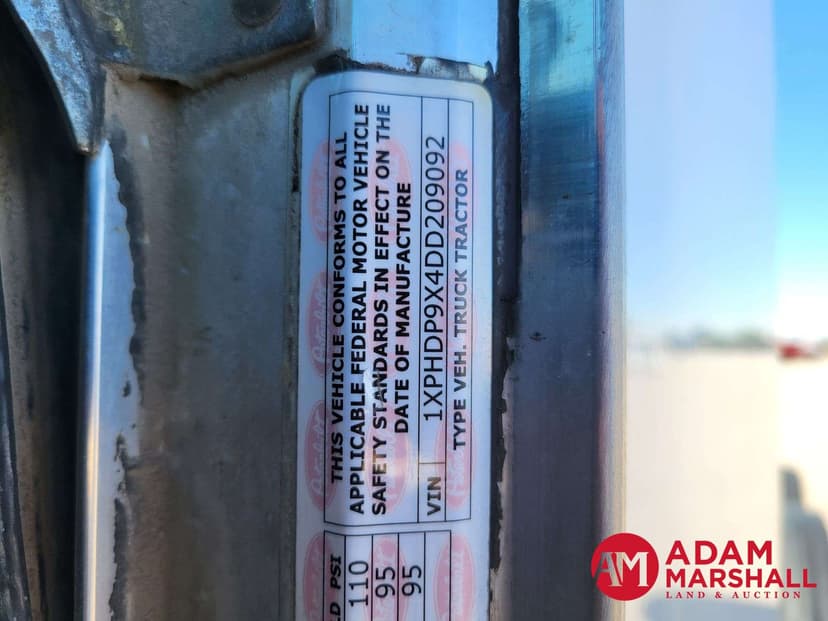 THIS VEHICLE CONFORMS TO ALL
APPLICABLE FEDERAL MOTOR VEHICLE
SAFETY STANDARDS IN EFFECT ON THE
DATE OF MANUFACTURE
VIN 1XPHDP9X4DD209092
TYPE VEH. TRUCK TRACTOR
PSI
110
95
95
AM ADAM
MARSHALL
LAND & AUCTION